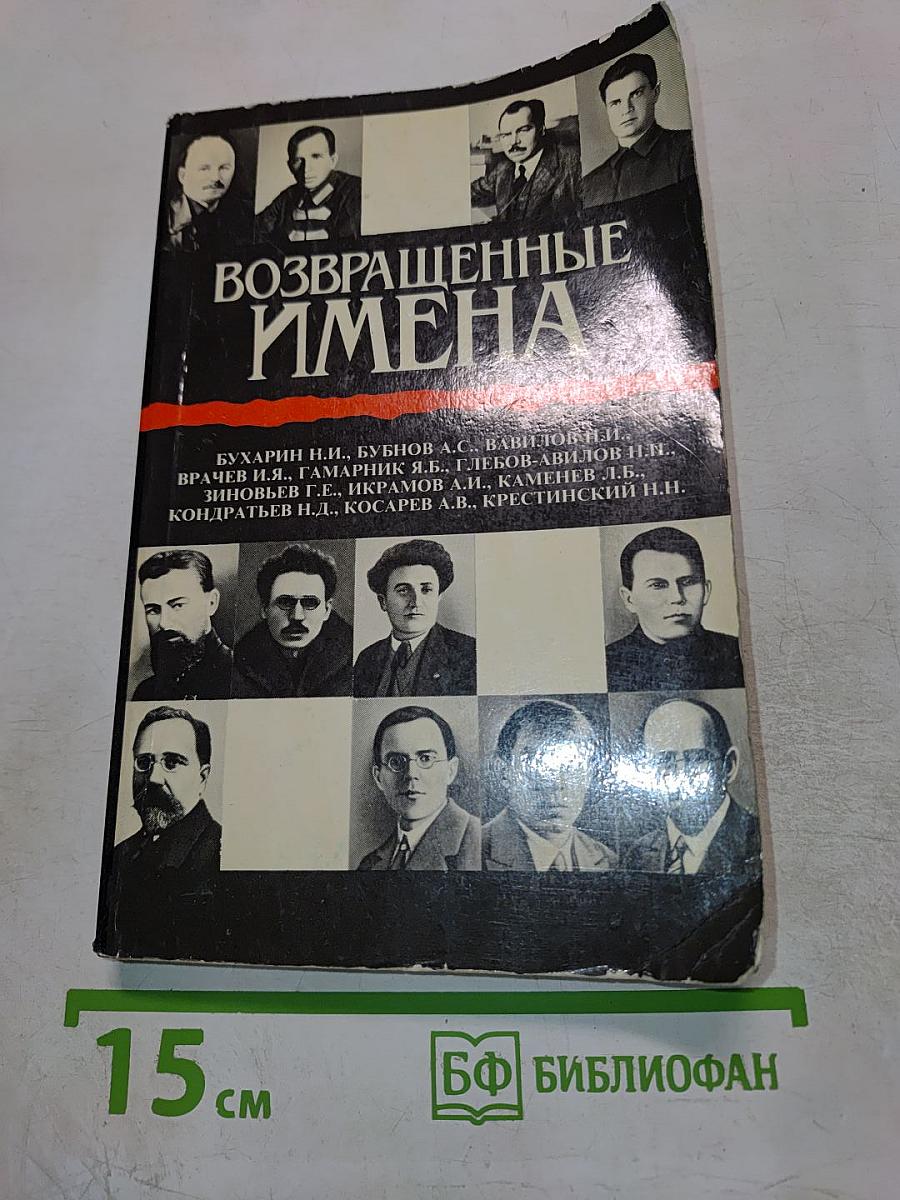 ВОЗВРАЩЕННЫЕ
ИМЕНА
БУХАРИН Н.И., БУБНОВ А.С., ВАВИЛОВ Н.И.,
ВРАЧЕВ И.Я., ГАМАРНИК Я.Б., ГЛЕБОВ-АВИЛОВ Н.П.,
ЗИНОВЬЕВ Г.Е., ИКРАМОВ А.И., КАМЕНЕВ Л.Б.,
КОНДРАТЬЕВ Н.Д., КОСАРЕВ А.В., КРЕСТИНСКИЙ Н.Н.
15 см
БФ БИБЛИОФАН